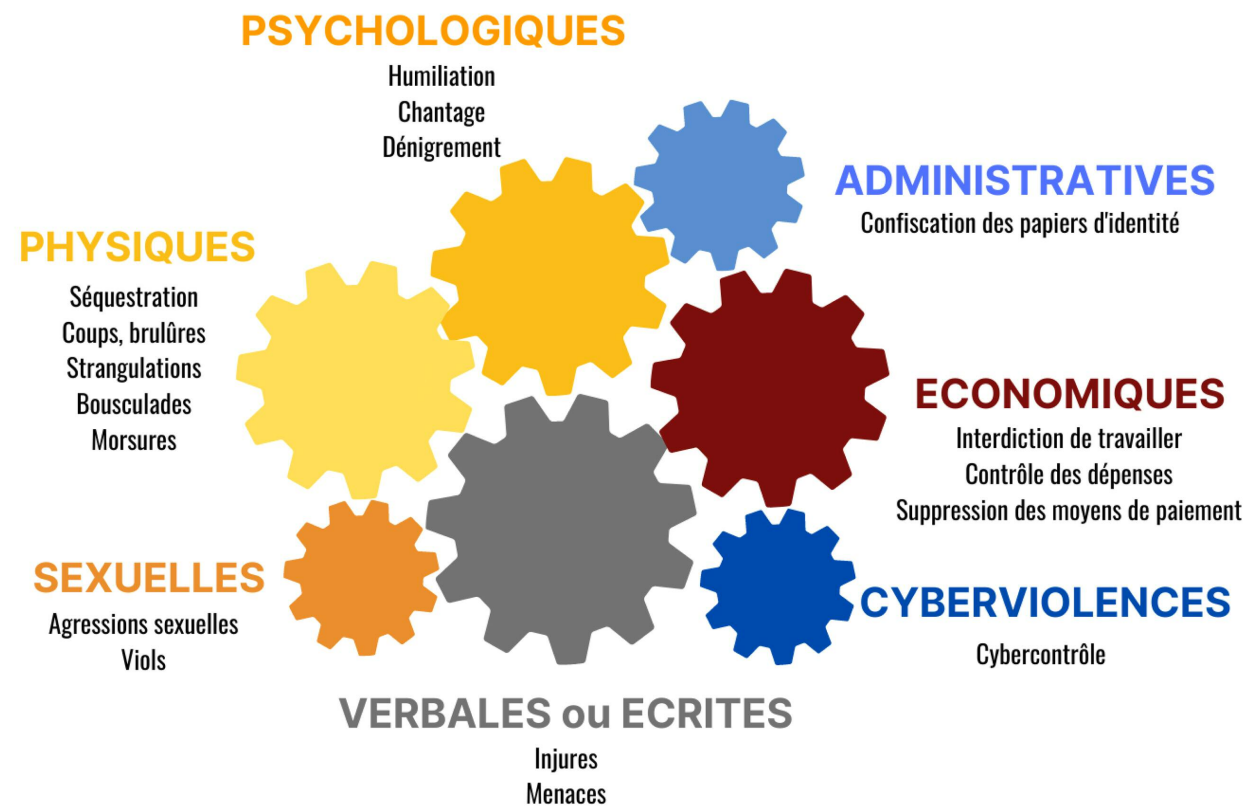 PSYCHOLOGIQUES
Humiliation
Chantage
Dénigrement
ADMINISTRATIVES
Confiscation des papiers d'identité
PHYSIQUES
Séquestration
Coups, brulûres
Strangulations
Bousculades
Morsures
ECONOMIQUES
Interdiction de travailler
Contrôle des dépenses
Suppression des moyens de paiement
SEXUELLES
Agressions sexuelles
Viols
CYBERVIOLENCES
Cybercontrôle
VERBALES ou ECRITES
Injures
Menaces